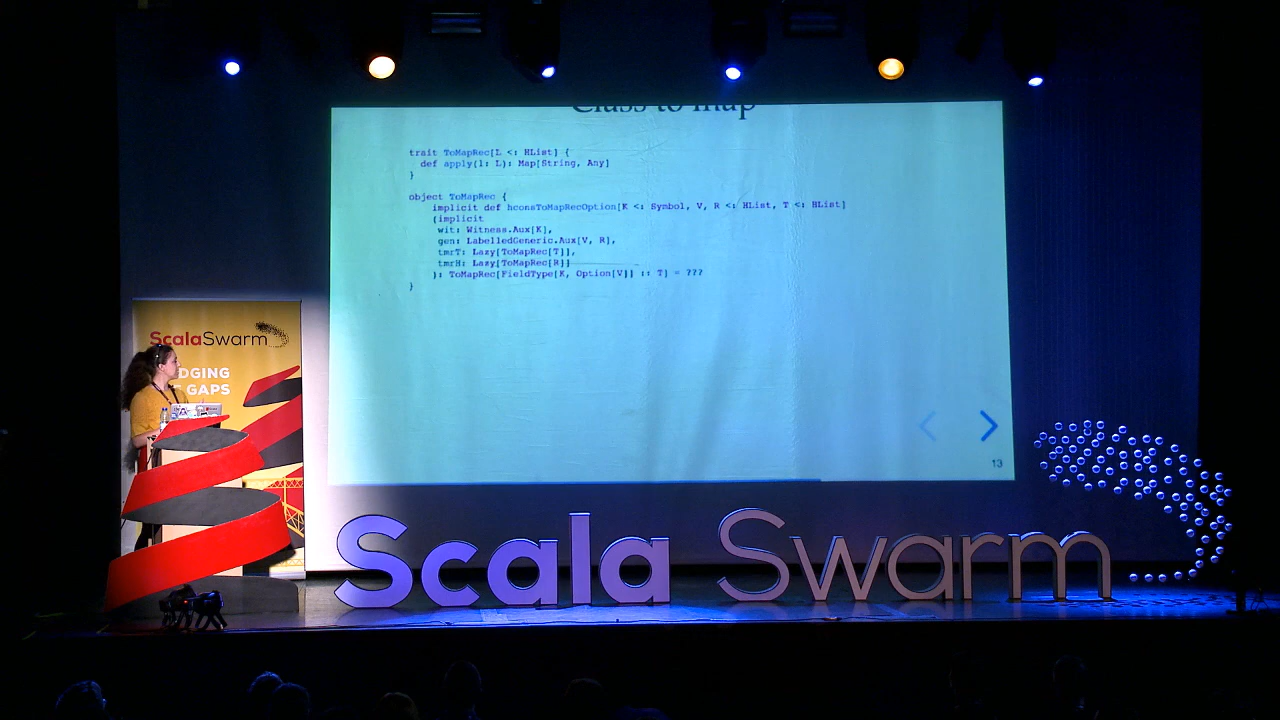 Class to map
trait ToMapRec[L <: HList] {
def apply(l: L): Map[String, Any]
}
object ToMapRec {
implicit def hconsToMapRecOption[K <: Symbol, V, R <: HList, T <: HList]
(implicit
wit: Witness.Aux[K],
gen: LabelledGeneric.Aux[V, R],
tmrT: Lazy[ToMapRec[T]],
tmrH: Lazy[ToMapRec[R]]
): ToMapRec[FieldType[K, Option[V]] :: T] = ???
}
13
ScalaSwarm
DGING
GAPS
Scala Swarm